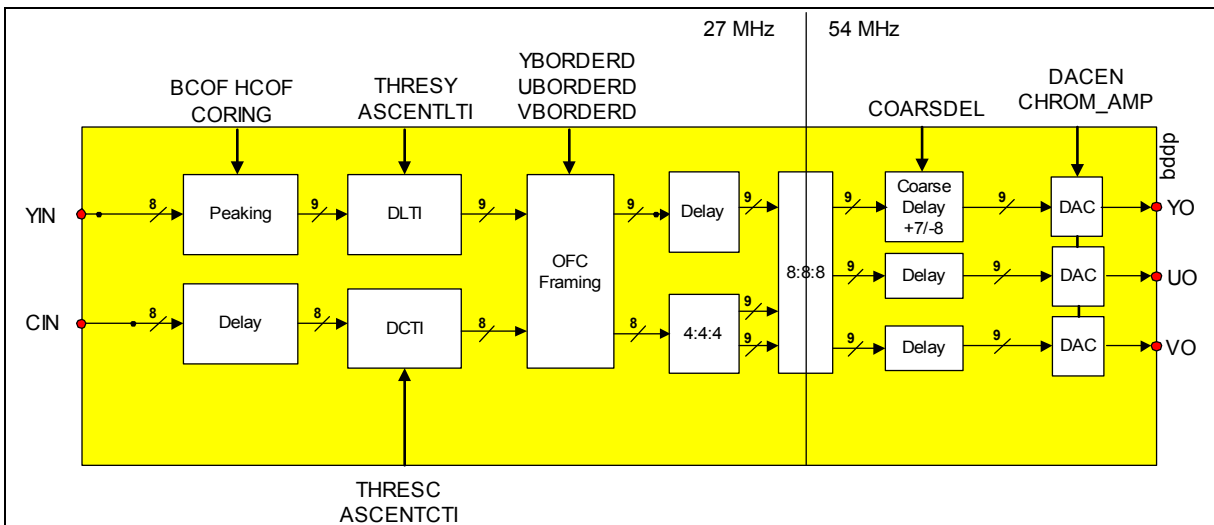 27 MHz
54 MHz
YBORDERD
UBORDERD
VBORDERD
BCOF HCOF
CORING
THRESY
ASCENTLTI
COARSDEL
DACEN
CHROM_AMP
bddp
YIN
8
Peaking
9
DLTI
9
OFC
Framing
9
Delay
9
8:8:8
9
Coarse
Delay
+7/-8
9
DAC
YO
9
Delay
9
DAC
UO
CIN
8
Delay
8
DCTI
8
8
4:4:4
9
9
9
Delay
9
DAC
VO
THRESC
ASCENTCTI